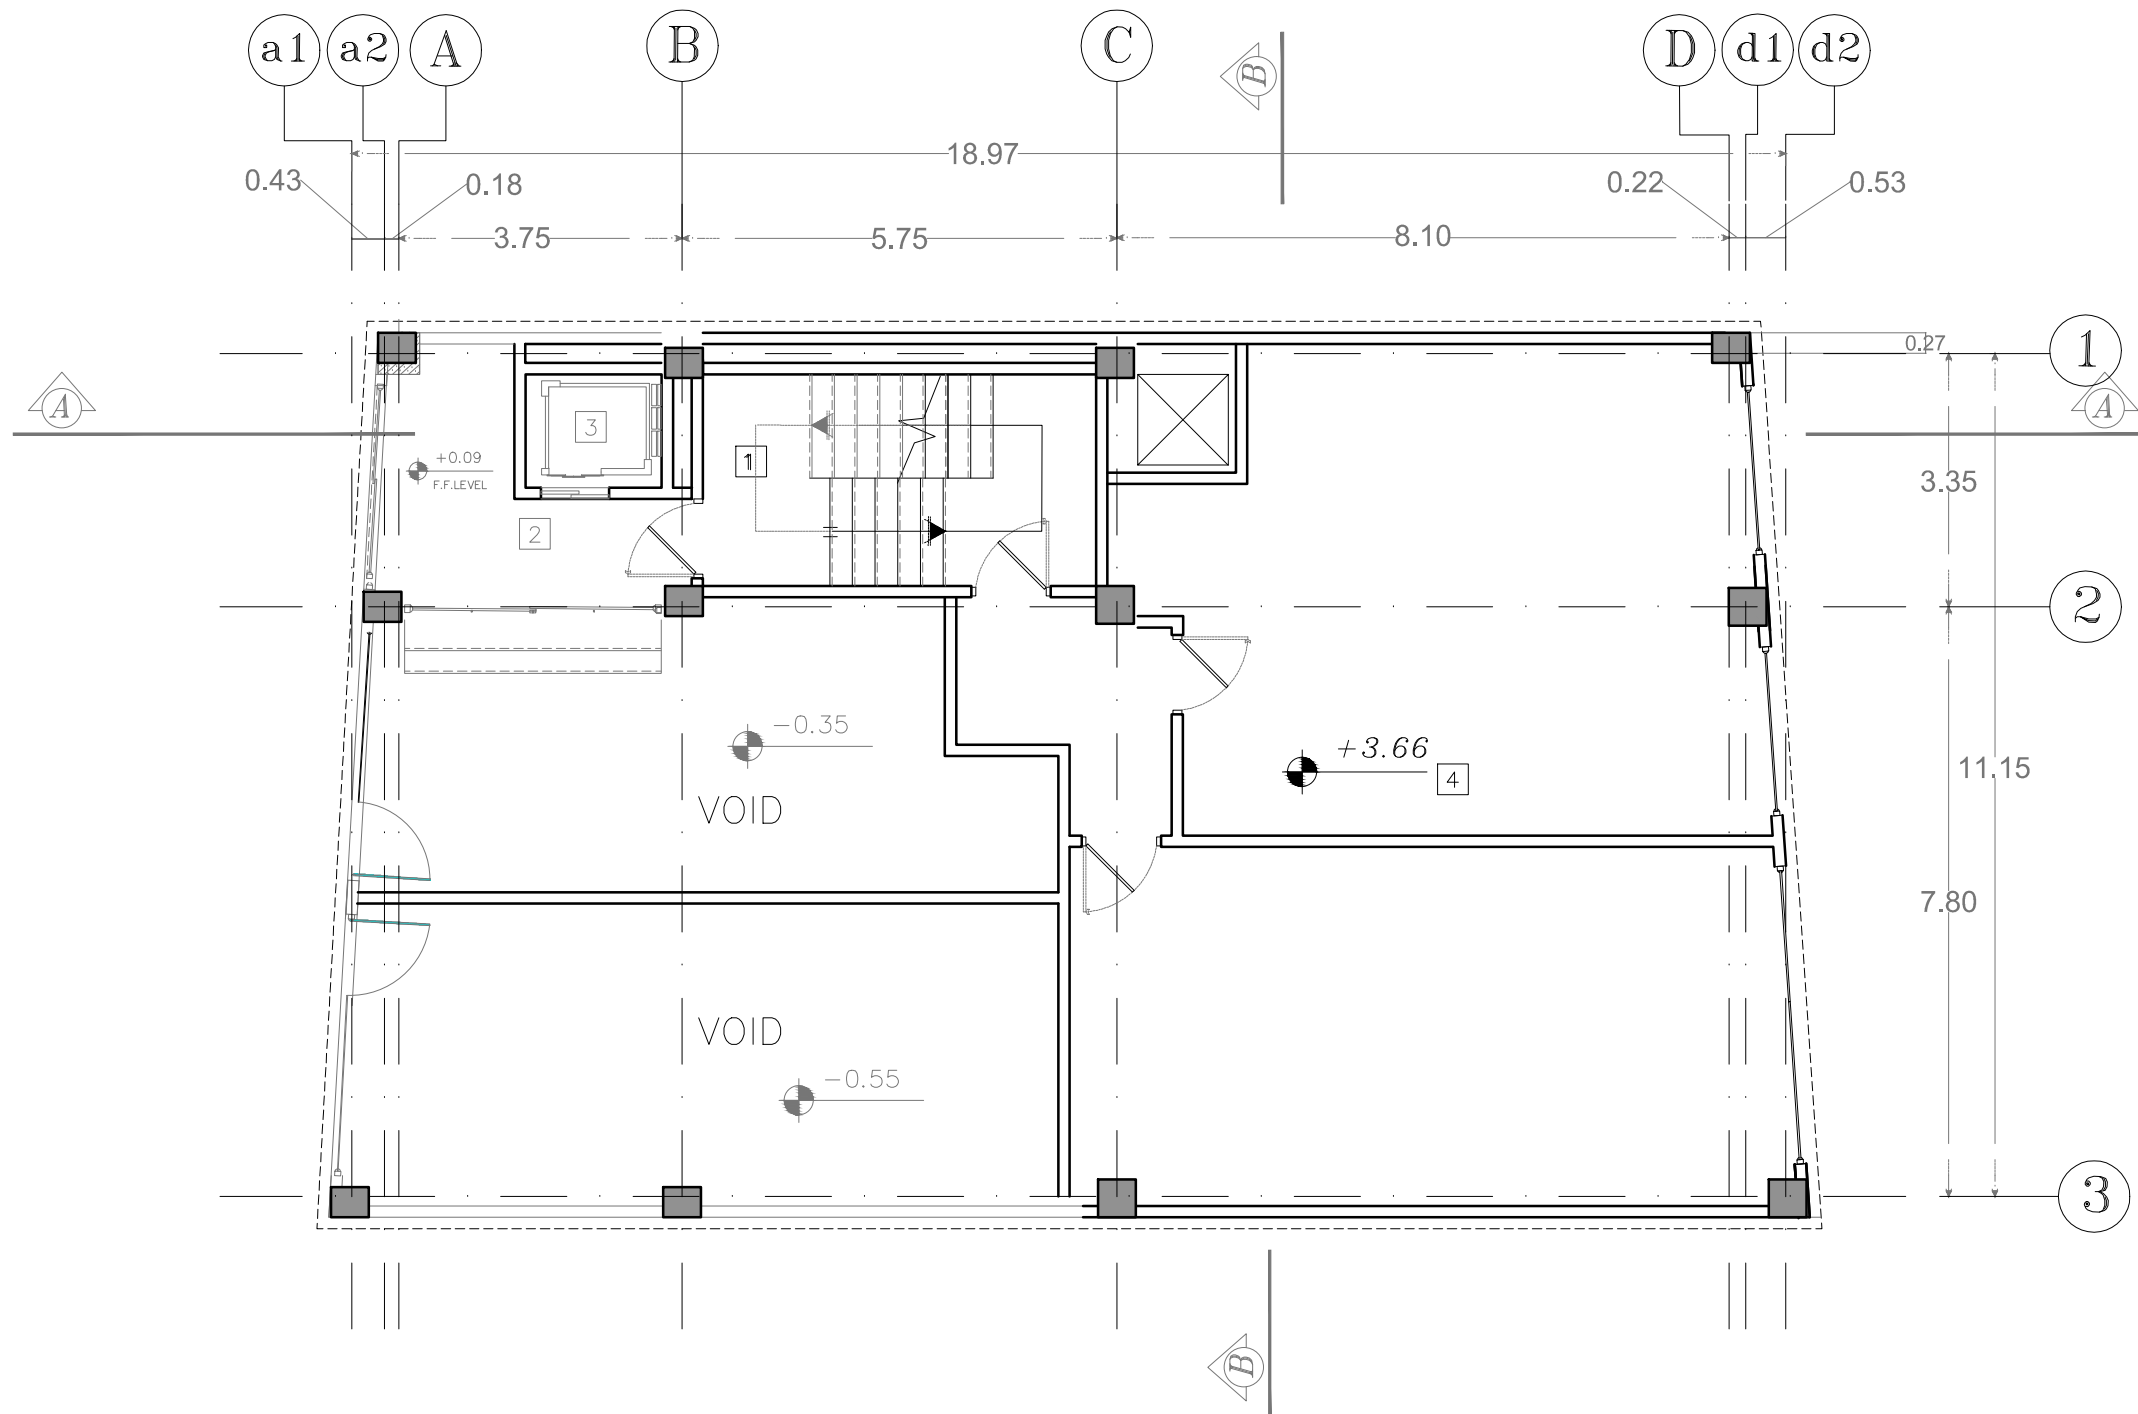 a1 a2 A B C D d1 d2
B
18.97
0.43 0.18 0.22 0.53
3.75 5.75 8.10
1
0.27
A A
3
1
+0.09
F.F.LEVEL
3.35
2
2
-0.35
+3.66 4
11.15
VOID
7.80
VOID
-0.55
3
B